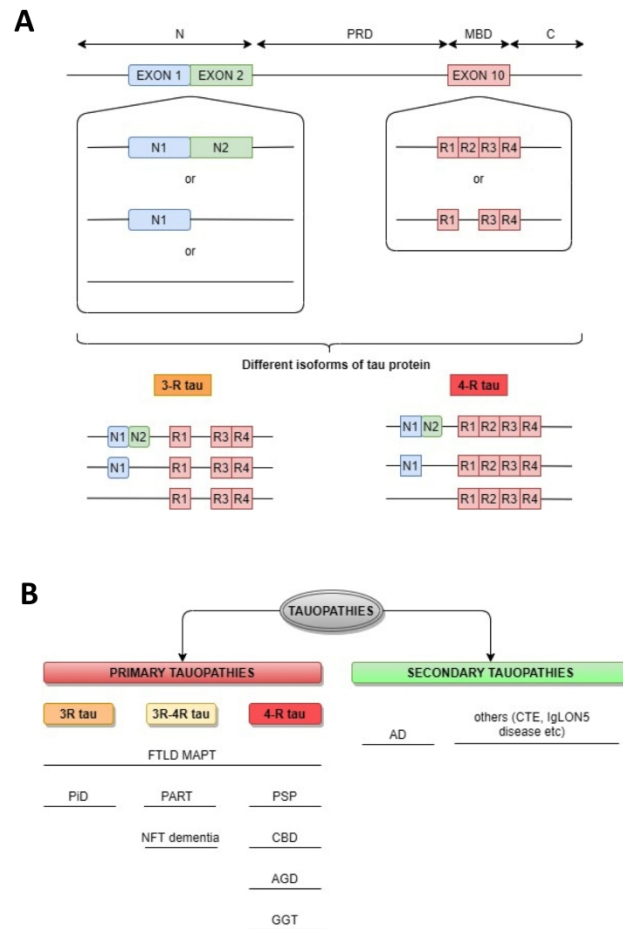 A
N PRD MBD C
EXON 1 EXON 2 EXON 10
N1 N2 R1 R2 R3 R4
or or
N1 R1 R3 R4
or
Different isoforms of tau protein
3-R tau 4-R tau
N1 N2 R1 R3 R4 N1 N2 R1 R2 R3 R4
N1 R1 R3 R4 N1 R1 R2 R3 R4
R1 R3 R4 R1 R2 R3 R4
B
TAUOPATHIES
PRIMARY TAUOPATHIES SECONDARY TAUOPATHIES
3R tau 3R-4R tau 4-R tau
others (CTE, IgLON5
disease etc)
AD
FTLD MAPT
PiD PART PSP
NFT dementia CBD
AGD
GGT